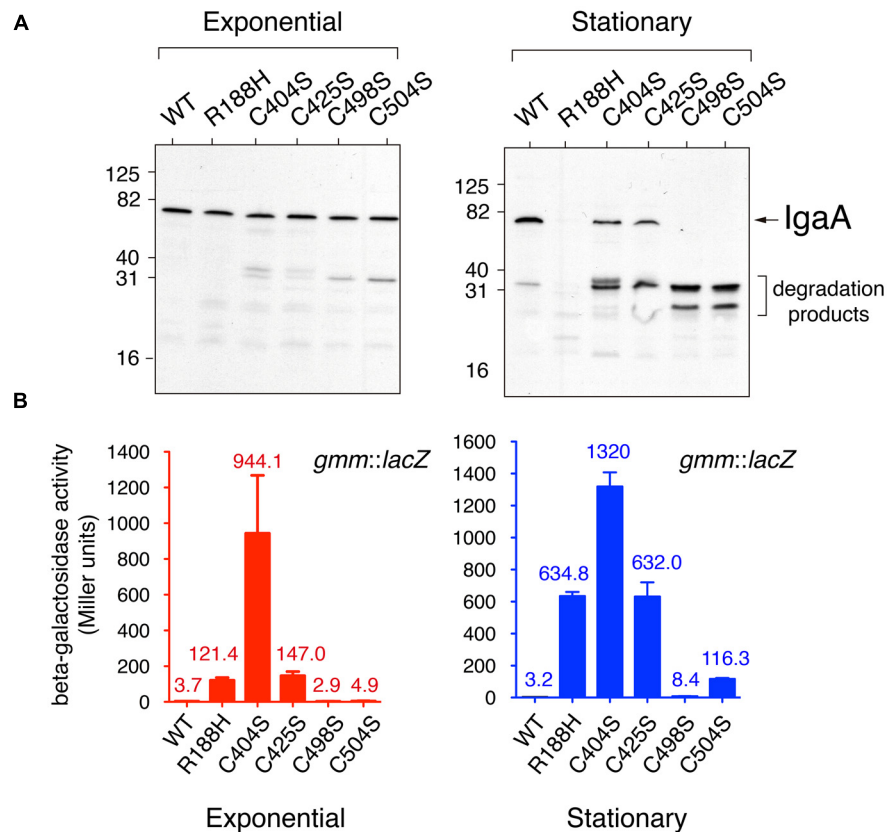 A
Exponential
Stationary
WT
R188H
C404S
C425S
C498S
C504S
WT
R188H
C404S
C425S
C498S
C504S
125
82
40
31
16
125
82
40
31
16
IgaA
degradation
products
B
beta-galactosidase activity
(Miller units)
1400
1200
1000
800
600
400
200
0
gmm::lacZ
3.7
121.4
944.1
147.0
2.9
4.9
WT
R188H
C404S
C425S
C498S
C504S
Exponential
1600
1400
1200
1000
800
600
400
200
0
gmm::lacZ
3.2
634.8
1320
632.0
8.4
116.3
WT
R188H
C404S
C425S
C498S
C504S
Stationary